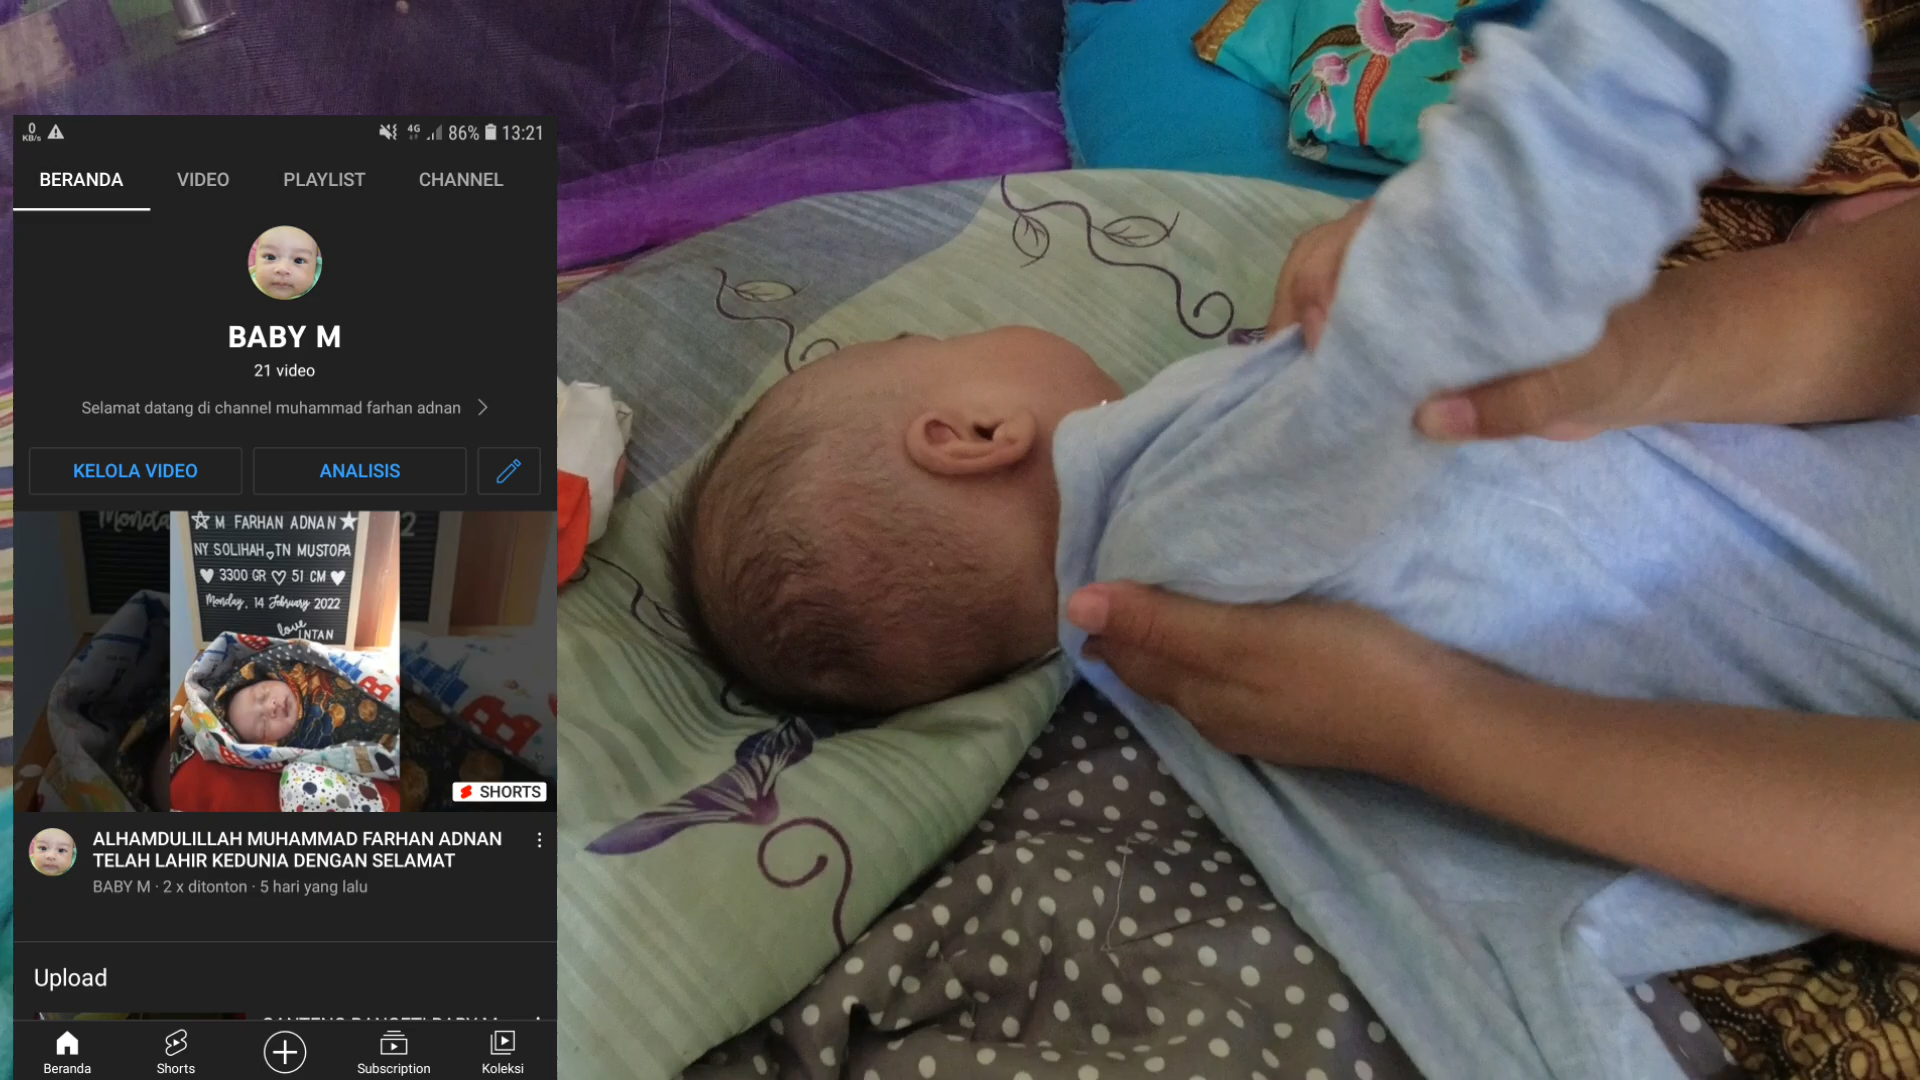 0
KB/s
4G
86%
13:21
BERANDA
VIDEO
PLAYLIST
CHANNEL
BABY M
21 video
Selamat datang di channel muhammad farhan adnan
KELOLA VIDEO
ANALISIS
Monda
2
M FARHAN ADNAN
NY SOLIHAH TN MUSTOPA
3300 GR 51 CM
Monday, 14 February 2022
love
INTAN
SHORTS
ALHAMDULILLAH MUHAMMAD FARHAN ADNAN
TELAH LAHIR KEDUNIA DENGAN SELAMAT
BABY M · 2 x ditonton · 5 hari yang lalu
Upload
Beranda
Shorts
Subscription
Koleksi